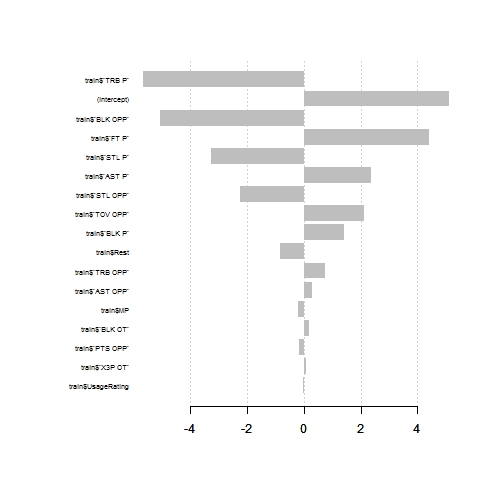 train$`TRB P`
(Intercept)
train$`BLK OPP`
train$`FT P`
train$`STL P`
train$`AST P`
train$`STL OPP`
train$`TOV OPP`
train$`BLK P`
train$Rest
train$`TRB OPP`
train$`AST OPP`
train$MP
train$`BLK OT`
train$`PTS OPP`
train$`X3P OT`
train$UsageRating
-4 -2 0 2 4